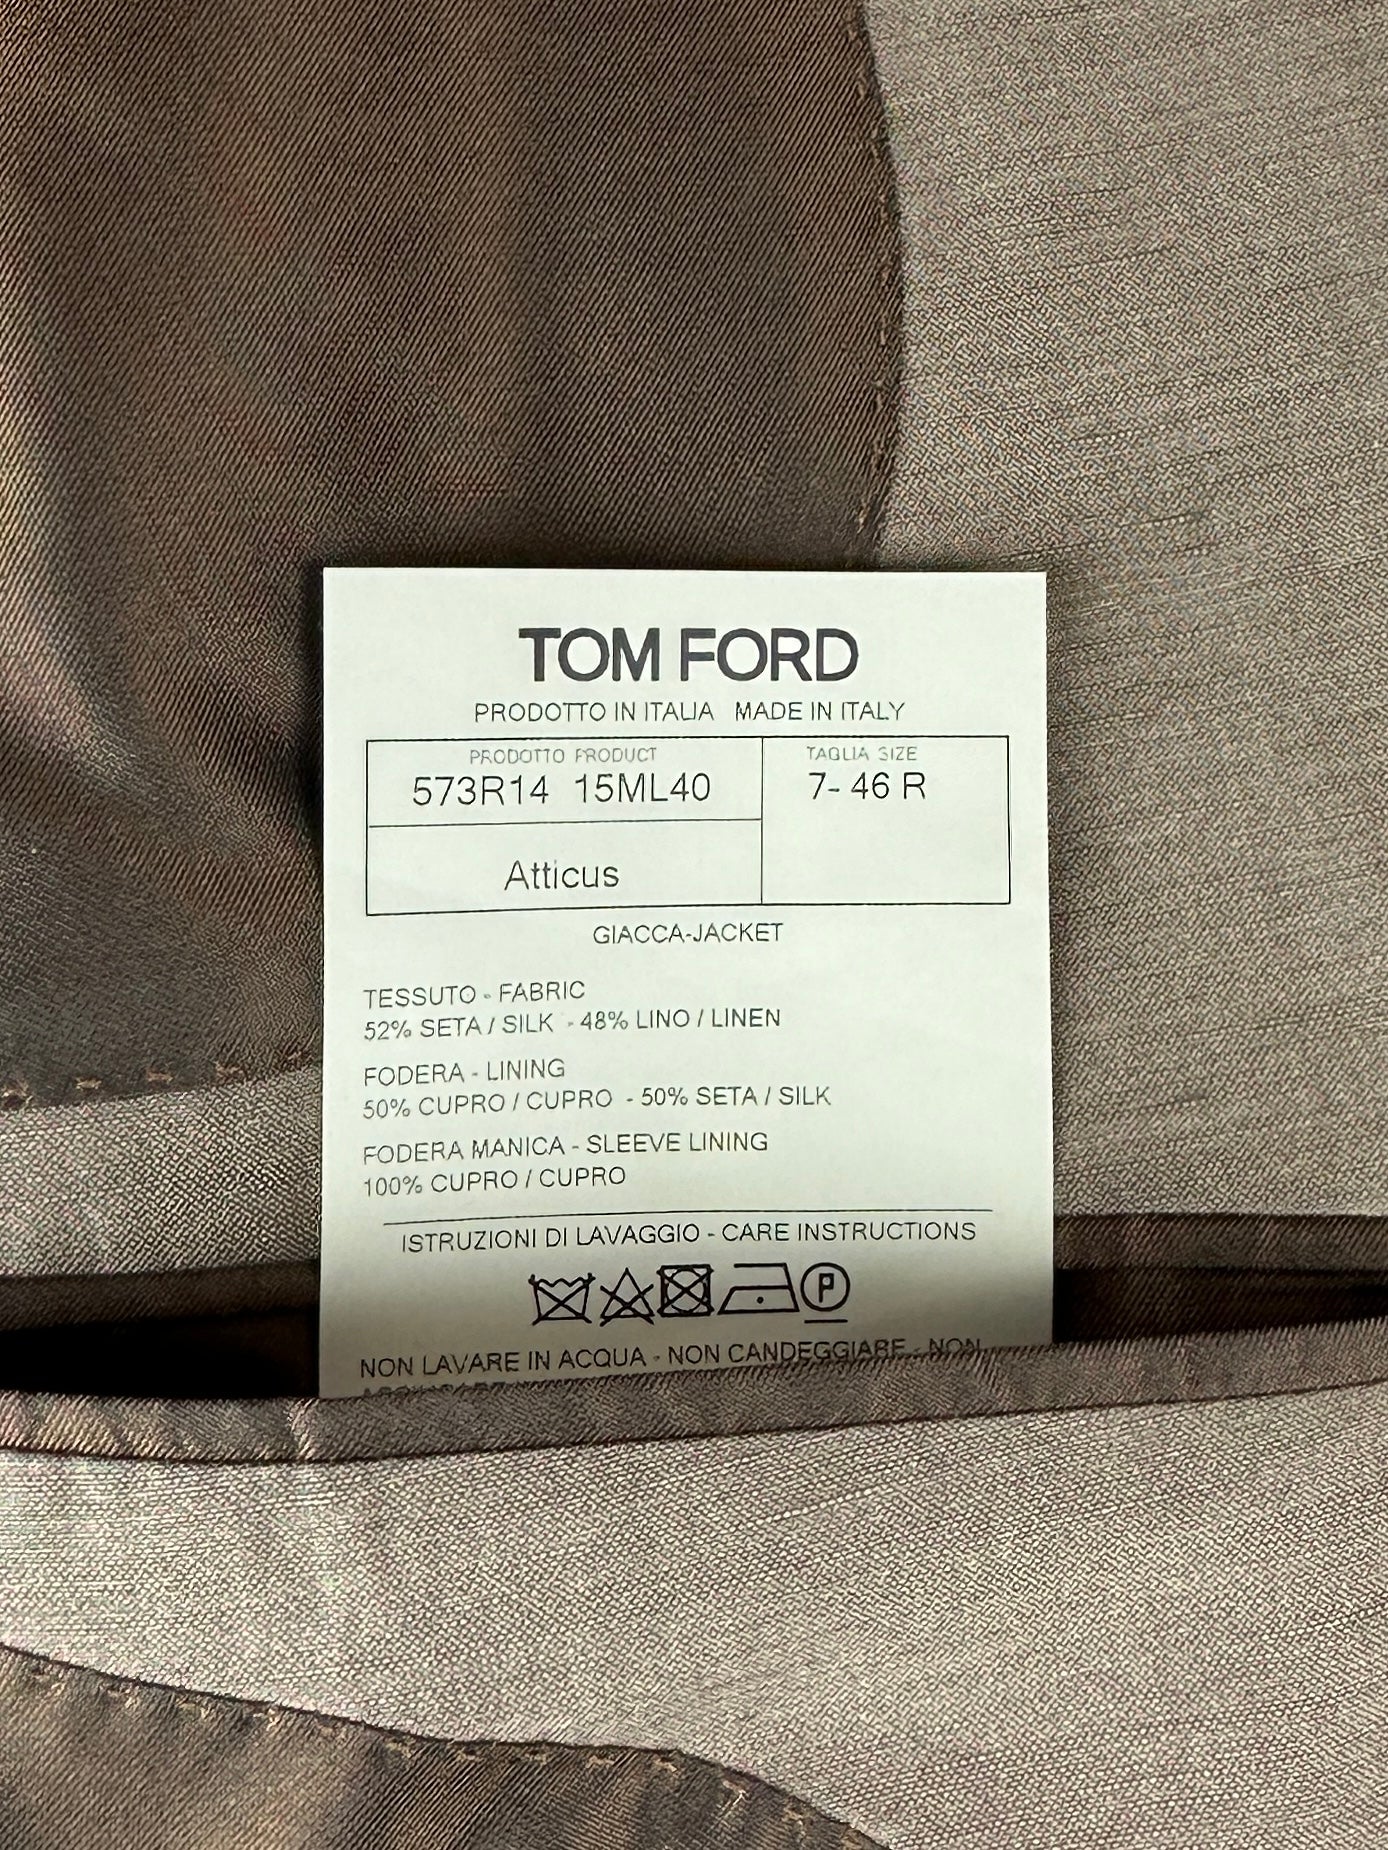 TOM FORD
PRODOTTO IN ITALIA MADE IN ITALY
PRODOTTO PRODUCT
573R14 15ML40
TAGLIA SIZE
7- 46 R
Atticus
GIACCA-JACKET
TESSUTO - FABRIC
52% SETA / SILK - 48% LINO / LINEN
FODERA - LINING
50% CUPRO / CUPRO - 50% SETA / SILK
FODERA MANICA - SLEEVE LINING
100% CUPRO / CUPRO
ISTRUZIONI DI LAVAGGIO - CARE INSTRUCTIONS
P
NON LAVARE IN ACQUA - NON CANDEGGIARE - NON